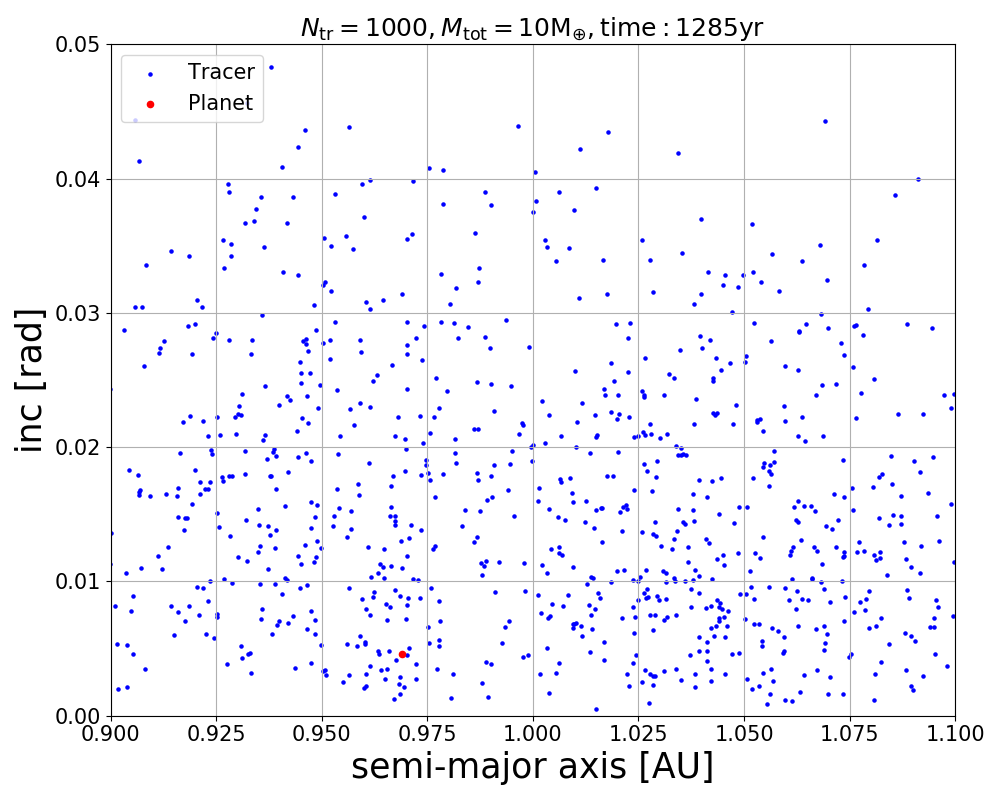 N_tr = 1000, M_tot = 10M_⊕, time : 1285yr
Tracer
Planet
0.05
0.04
0.03
0.02
0.01
0.00
inc [rad]
0.900 0.925 0.950 0.975 1.000 1.025 1.050 1.075 1.100
semi-major axis [AU]